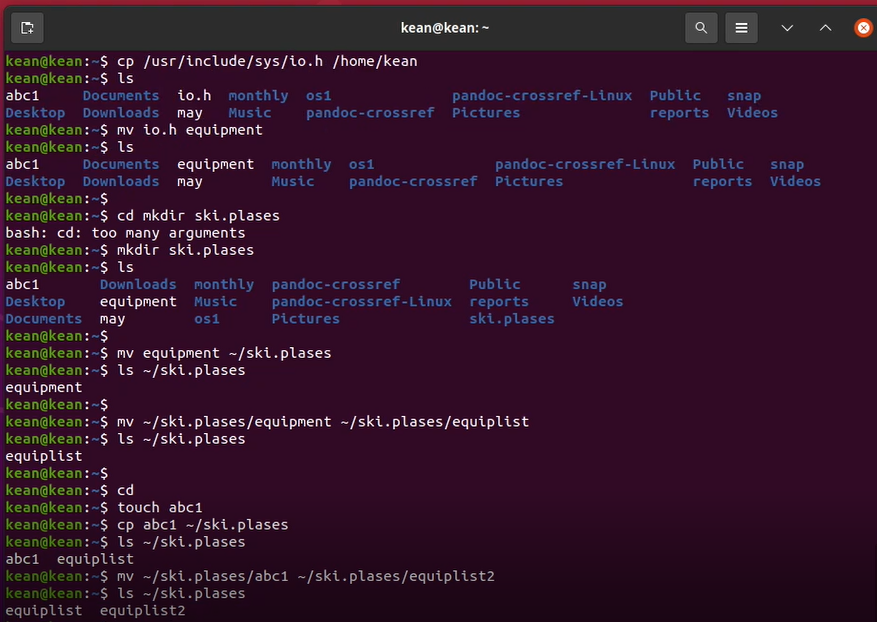 kean@kean: ~
kean@kean:~$ cp /usr/include/sys/io.h /home/kean
kean@kean:~$ ls
abc1     Documents  io.h  monthly  os1              pandoc-crossref-Linux  Public   snap
Desktop  Downloads  may   Music    pandoc-crossref  Pictures               reports  Videos
kean@kean:~$ mv io.h equipment
kean@kean:~$ ls
abc1     Documents  equipment  monthly  os1              pandoc-crossref-Linux  Public   snap
Desktop  Downloads  may        Music    pandoc-crossref  Pictures               reports  Videos
kean@kean:~$
kean@kean:~$ cd mkdir ski.plases
bash: cd: too many arguments
kean@kean:~$ mkdir ski.plases
kean@kean:~$ ls
abc1       Downloads  monthly  pandoc-crossref        Public      snap
Desktop    equipment  Music    pandoc-crossref-Linux  reports     Videos
Documents  may        os1      Pictures               ski.plases
kean@kean:~$
kean@kean:~$ mv equipment ~/ski.plases
kean@kean:~$ ls ~/ski.plases
equipment
kean@kean:~$
kean@kean:~$ mv ~/ski.plases/equipment ~/ski.plases/equiplist
kean@kean:~$ ls ~/ski.plases
equiplist
kean@kean:~$
kean@kean:~$ cd
kean@kean:~$ touch abc1
kean@kean:~$ cp abc1 ~/ski.plases
kean@kean:~$ ls ~/ski.plases
abc1  equiplist
kean@kean:~$ mv ~/ski.plases/abc1 ~/ski.plases/equiplist2
kean@kean:~$ ls ~/ski.plases
equiplist  equiplist2